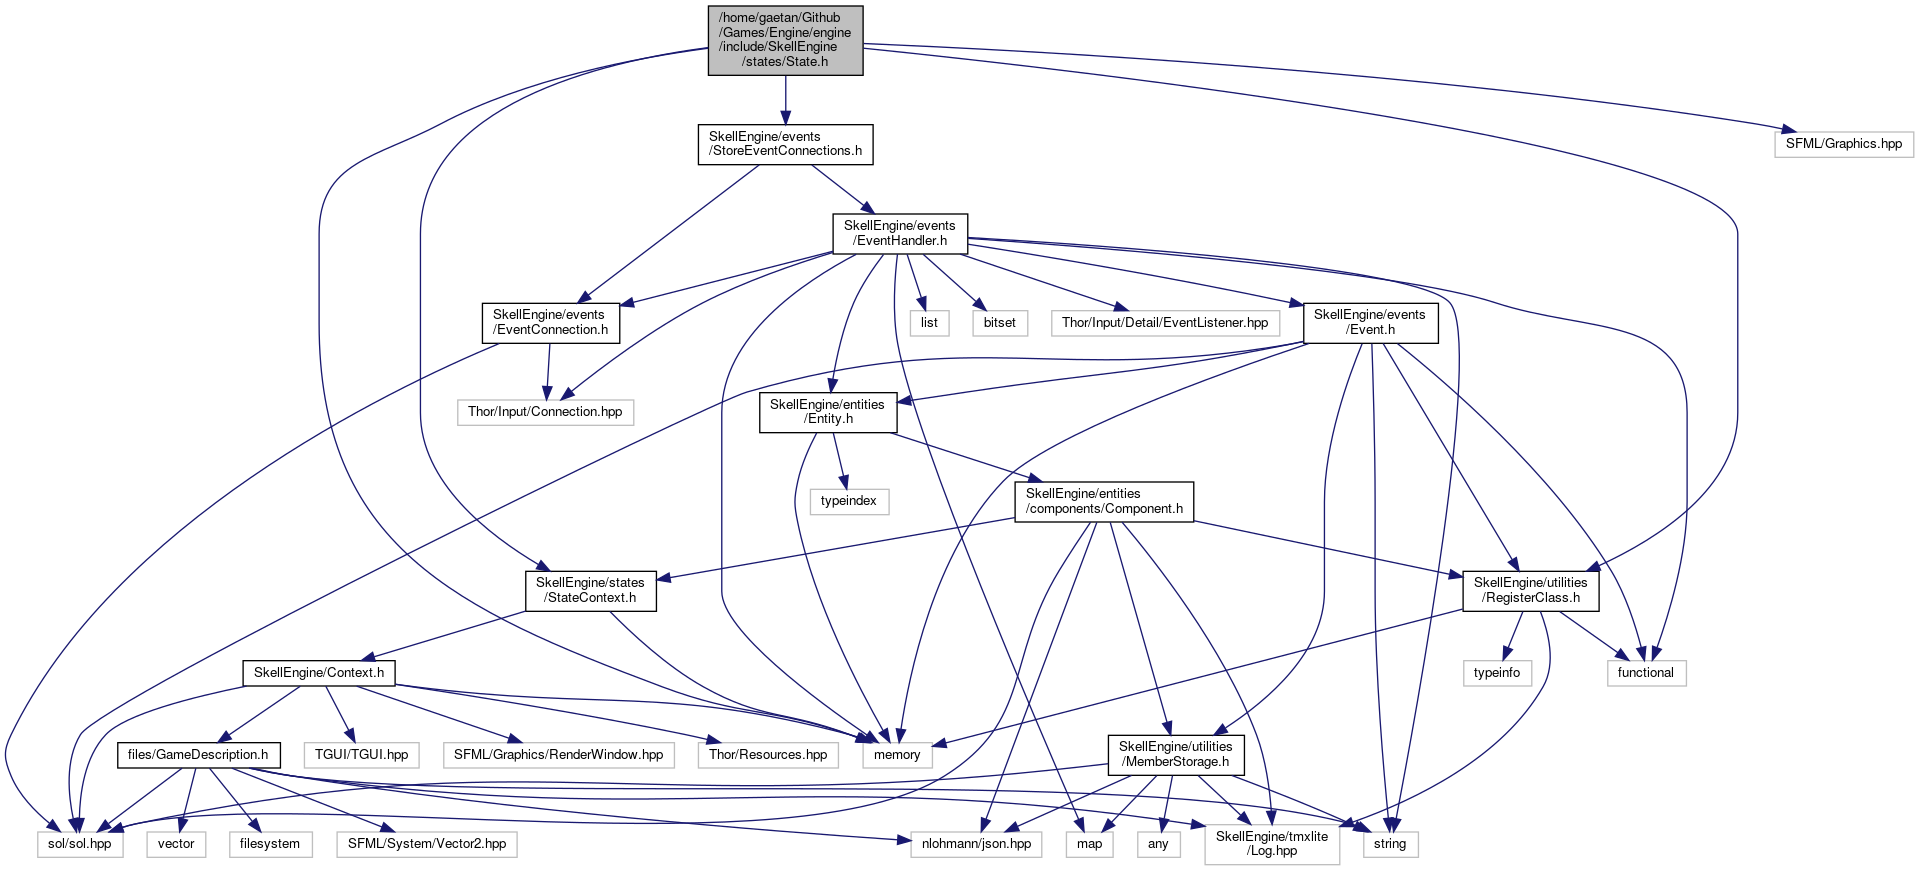 /home/gaetan/Github
/Games/Engine/engine
/include/SkellEngine
/states/State.h
SkellEngine/events
/StoreEventConnections.h
SFML/Graphics.hpp
SkellEngine/events
/EventHandler.h
SkellEngine/events
/EventConnection.h
list
bitset
Thor/Input/Detail/EventListener.hpp
SkellEngine/events
/Event.h
Thor/Input/Connection.hpp
SkellEngine/entities
/Entity.h
typeindex
SkellEngine/entities
/components/Component.h
SkellEngine/states
/StateContext.h
SkellEngine/utilities
/RegisterClass.h
SkellEngine/Context.h
typeinfo
functional
files/GameDescription.h
TGUI/TGUI.hpp
SFML/Graphics/RenderWindow.hpp
Thor/Resources.hpp
memory
SkellEngine/utilities
/MemberStorage.h
sol/sol.hpp
vector
filesystem
SFML/System/Vector2.hpp
nlohmann/json.hpp
map
any
SkellEngine/tmxlite
/Log.hpp
string